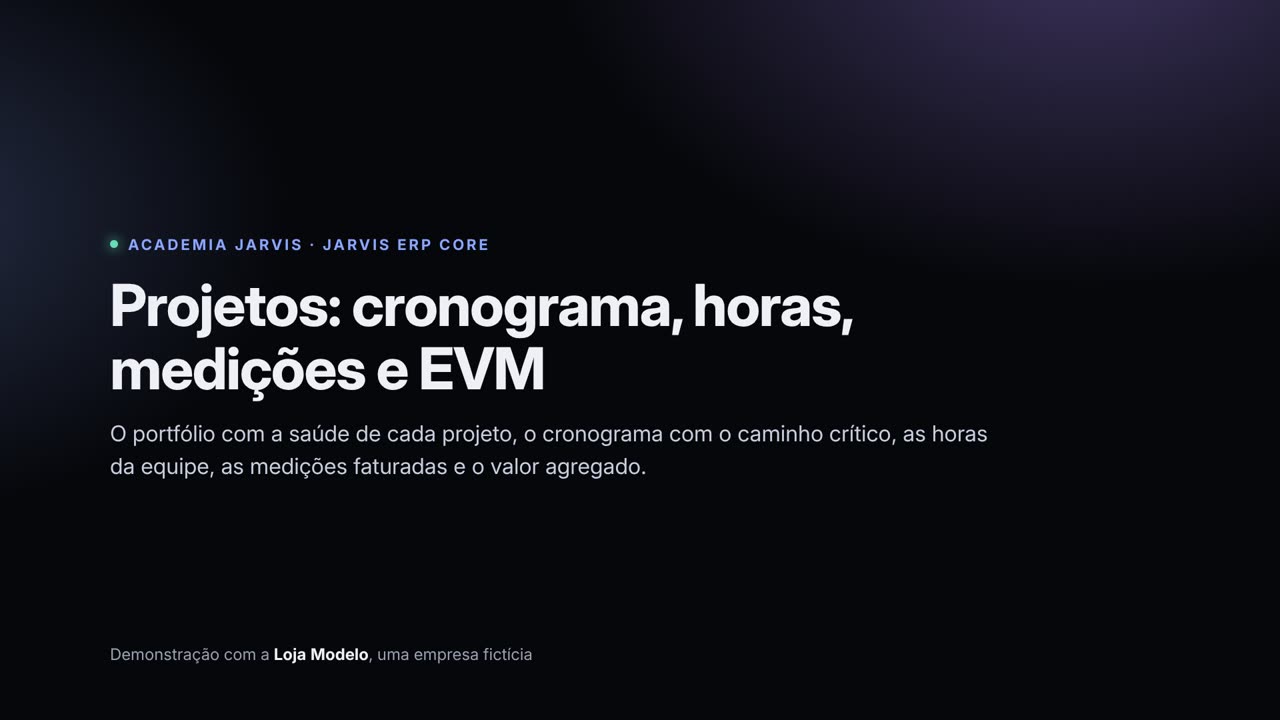 ACADEMIA JARVIS · JARVIS ERP CORE
Projetos: cronograma, horas,
medições e EVM
O portfólio com a saúde de cada projeto, o cronograma com o caminho crítico, as horas
da equipe, as medições faturadas e o valor agregado.
Demonstração com a Loja Modelo, uma empresa fictícia